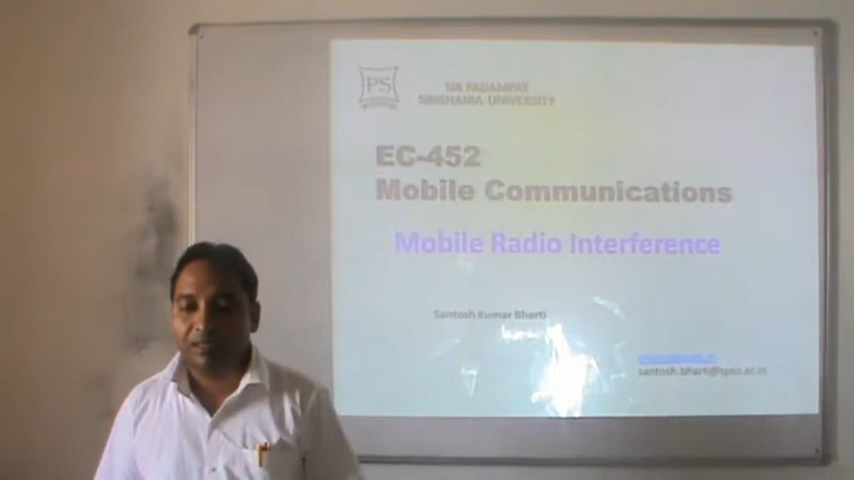 PS
SIR PADAMPAT
SINGHANIA UNIVERSITY
EC-452
Mobile Communications
Mobile Radio Interference
Santosh Kumar Bharti
santosh.bharti@spsu.ac.in